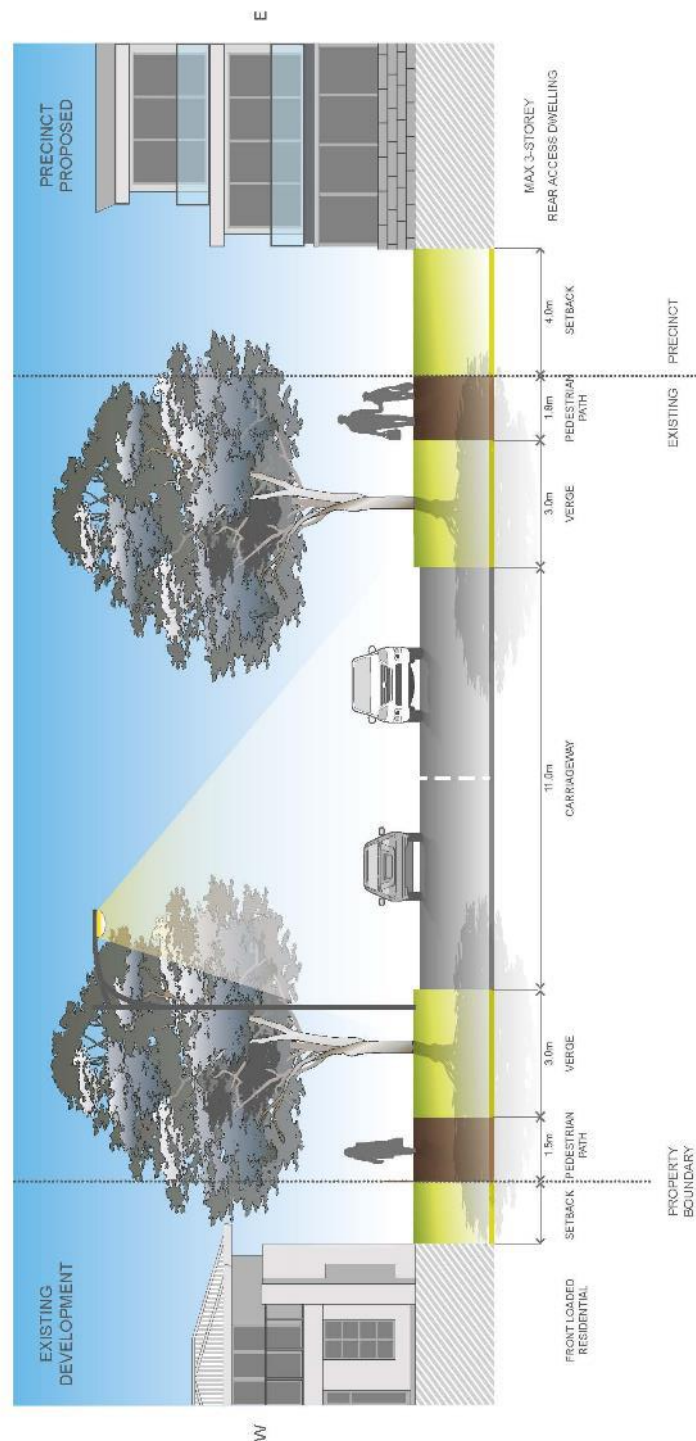 EXISTING
DEVELOPMENT
PRECINCT
PROPOSED
W
E
1.5m
3.0m
11.0m
3.0m
1.8m
4.0m
FRONT LOADED
RESIDENTIAL
SETBACK
PEDESTRIAN
PATH
VERGE
CARRIAGEWAY
VERGE
PEDESTRIAN
PATH
SETBACK
MAX 3-STOREY
REAR ACCESS DWELLING
PROPERTY
BOUNDARY
EXISTING
PRECINCT